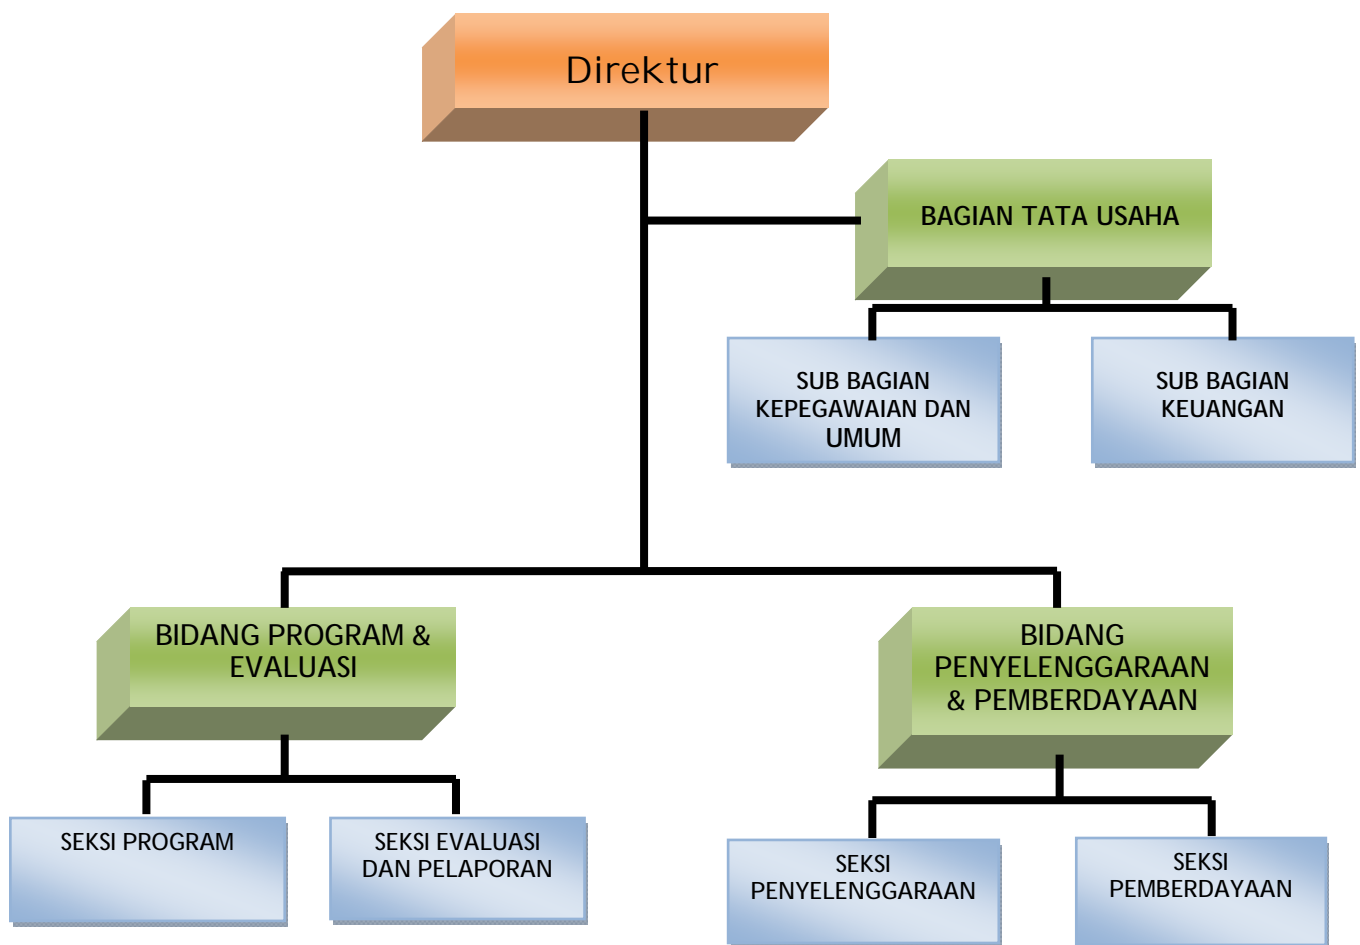 Direktur
BAGIAN TATA USAHA
SUB BAGIAN
KEPEGAWAIAN DAN
UMUM
SUB BAGIAN
KEUANGAN
BIDANG PROGRAM &
EVALUASI
BIDANG
PENYELENGGARAAN
& PEMBERDAYAAN
SEKSI PROGRAM
SEKSI EVALUASI
DAN PELAPORAN
SEKSI
PENYELENGGARAAN
SEKSI
PEMBERDAYAAN